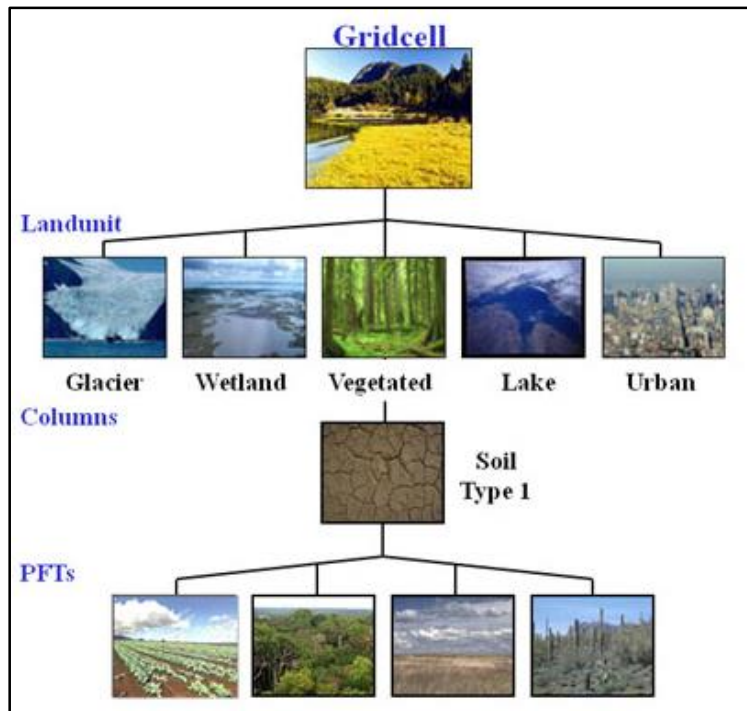 Gridcell
Landunit
Glacier Wetland Vegetated Lake Urban
Columns
Soil
Type 1
PFTs